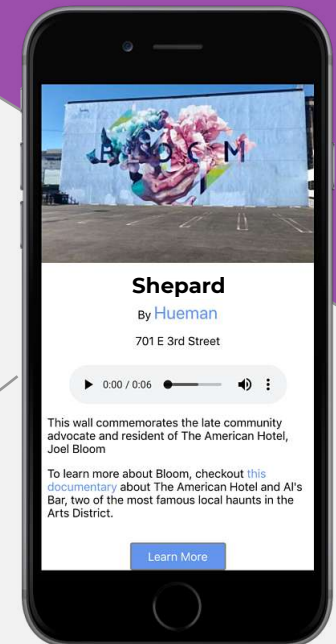 BLOOM
Shepard
By Hueman
701 E 3rd Street
0:00 / 0:06
This wall commemorates the late community
advocate and resident of The American Hotel,
Joel Bloom
To learn more about Bloom, checkout this
documentary about The American Hotel and Al's
Bar, two of the most famous local haunts in the
Arts District.
Learn More